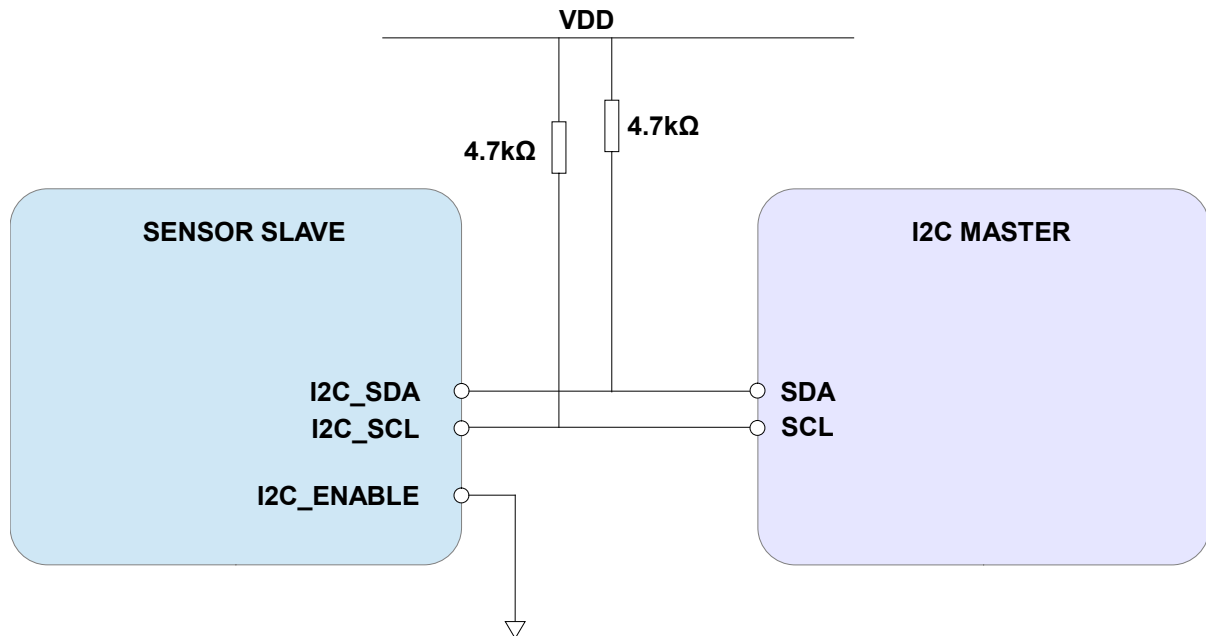 VDD
4.7kΩ
4.7kΩ
SENSOR SLAVE
I2C MASTER
I2C_SDA
SDA
I2C_SCL
SCL
I2C_ENABLE